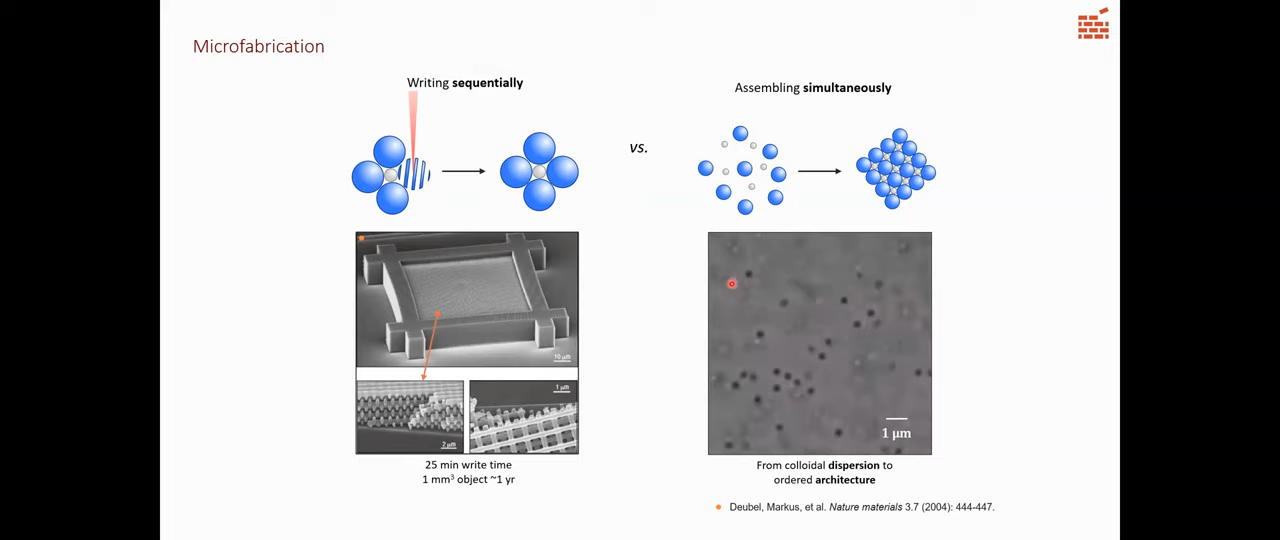 Microfabrication
Writing sequentially
vs.
Assembling simultaneously
10 μm
2 μm
1 μm
1 μm
25 min write time
1 mm³ object ~1 yr
From colloidal dispersion to
ordered architecture
Deubel, Markus, et al. Nature materials 3.7 (2004): 444-447.